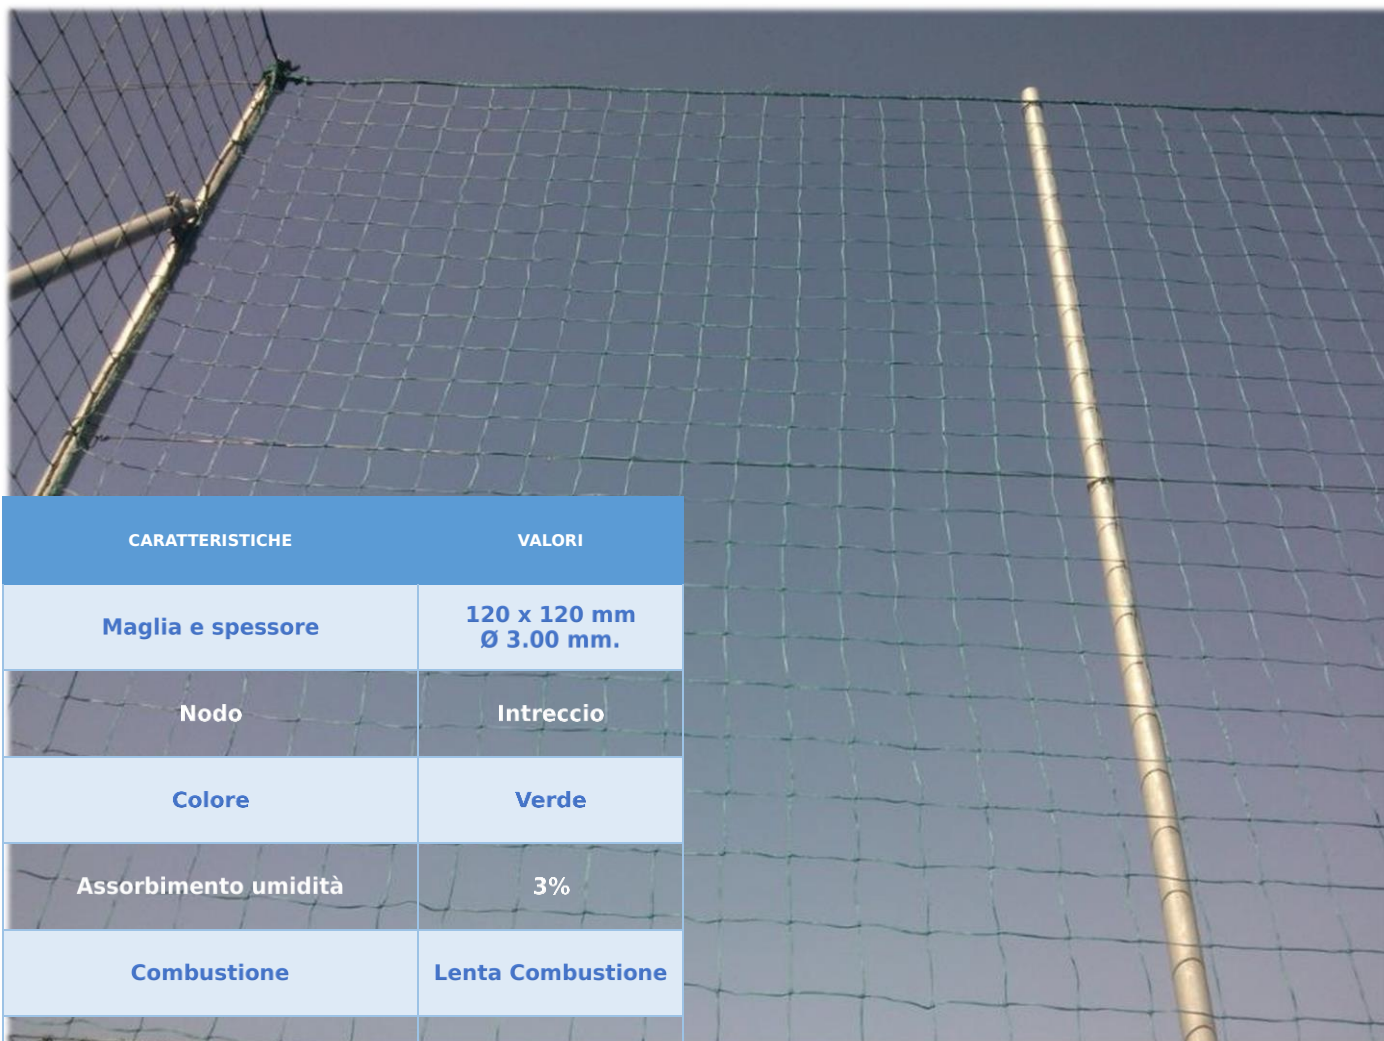 CARATTERISTICHE VALORI
Maglia e spessore 120 x 120 mm
Ø 3.00 mm.
Nodo Intreccio
Colore Verde
Assorbimento umidità 3%
Combustione Lenta Combustione